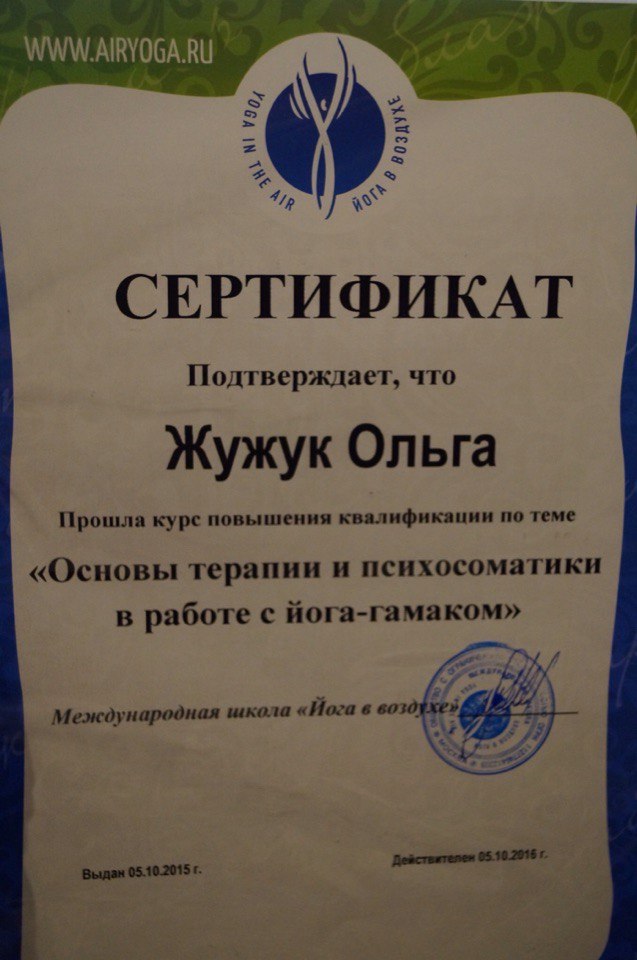 WWW.AIRYOGA.RU
YOGA IN THE AIR
ЙОГА В ВОЗДУХЕ
СЕРТИФИКАТ
Подтверждает, что
Жужук Ольга
Прошла курс повышения квалификации по теме
«Основы терапии и психосоматики
в работе с йога-гамаком»
Международная школа «Йога в воздухе»
Выдан 05.10.2015 г.
Действителен 05.10.2016 г.